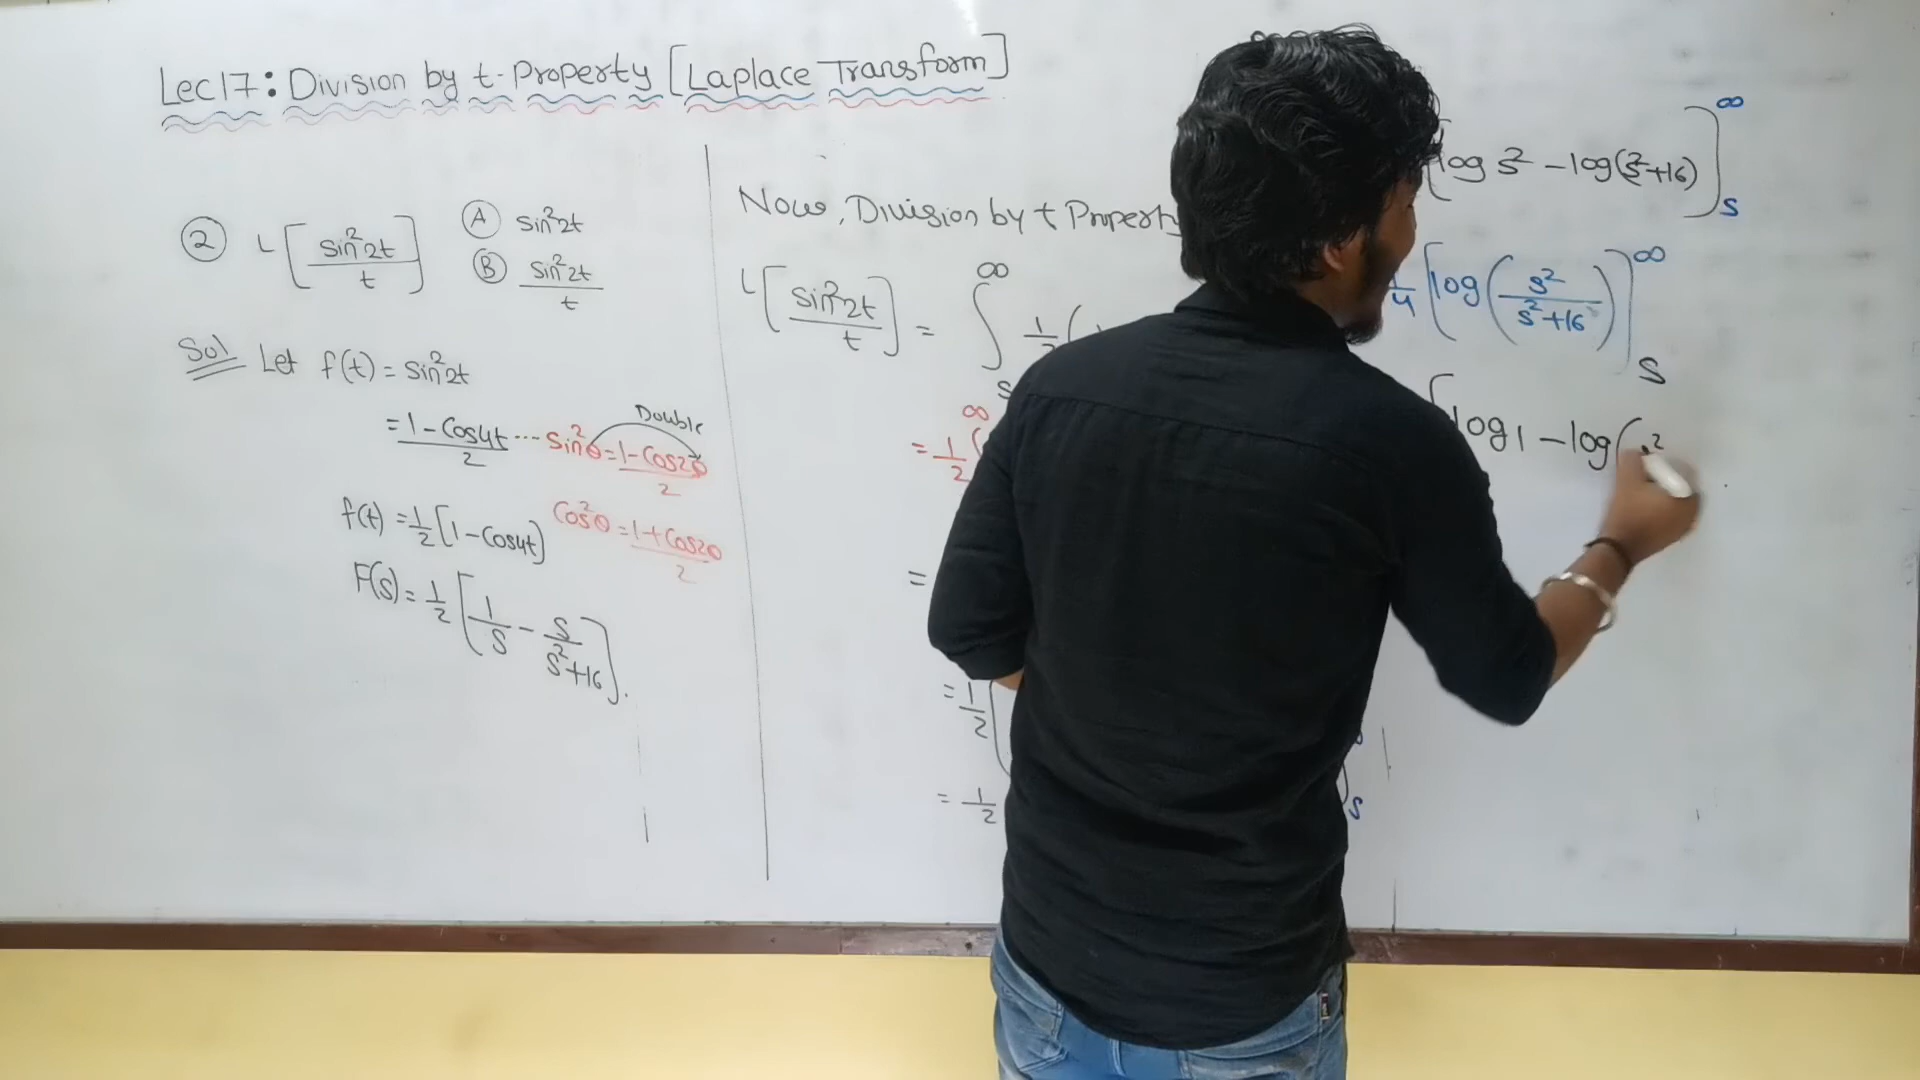 Lec17: Division by t-Property [Laplace Transform]
② L[sin²2t/t]
Ⓐ sin²2t
Ⓑ sin²2t/t
Sol Let f(t) = sin²2t
= 1-Cos4t/2 ... sin²θ = 1-Cos2θ/2
Double
f(t) = 1/2 [1-Cos4t]
Cos²θ = 1+Cos2θ/2
F(s) = 1/2 [1/s - s/s²+16].
Now, Division by t Property
L[sin²2t/t] = ∫ₛ^∞ 1/2 (
= 1/2 ∞
=
= 1/2 [
= 1/2
s
[log s² - log(s²+16)]ₛ^∞
1/4 [log(s²/s²+16)]ₛ^∞
[log 1 - log(s²